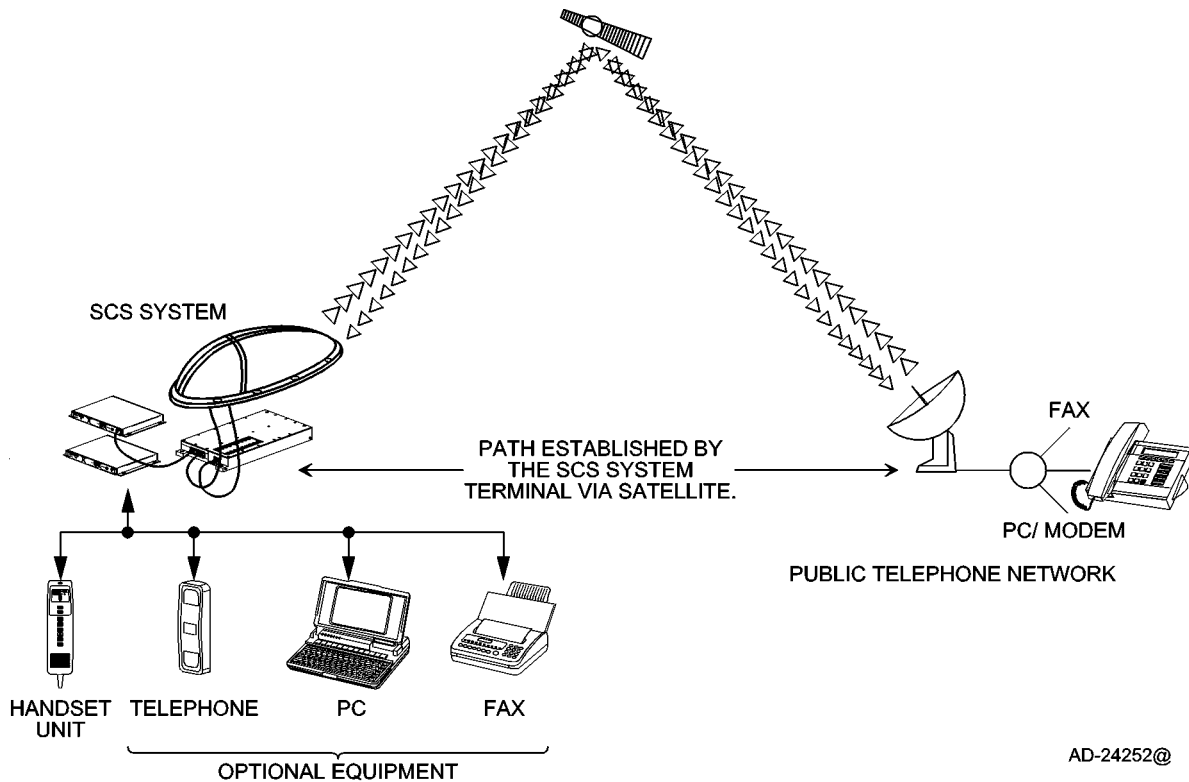 SCS SYSTEM
PATH ESTABLISHED BY
THE SCS SYSTEM
TERMINAL VIA SATELLITE.
FAX
PC/ MODEM
PUBLIC TELEPHONE NETWORK
HANDSET
UNIT
TELEPHONE
PC
FAX
OPTIONAL EQUIPMENT
AD-24252@